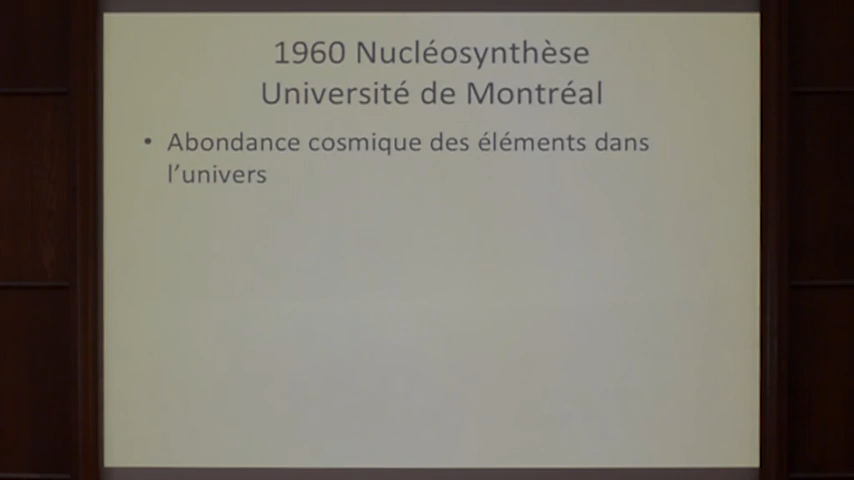 1960 Nucléosynthèse
Université de Montréal
• Abondance cosmique des éléments dans
l’univers